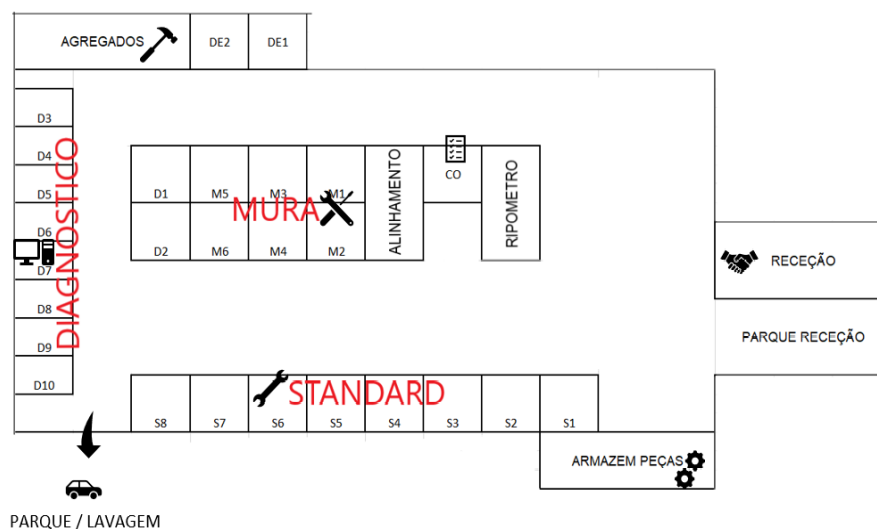 AGREGADOS
DE2
DE1
D3
D4
D5
D6
D7
D8
D9
D10
DIAGNOSTICO
D1
M5
M3
M1
MURA
D2
M6
M4
M2
ALINHAMENTO
CO
RIPOMETRO
RECEÇÃO
PARQUE RECEÇÃO
STANDARD
S8
S7
S6
S5
S4
S3
S2
S1
ARMAZEM PEÇAS
PARQUE / LAVAGEM